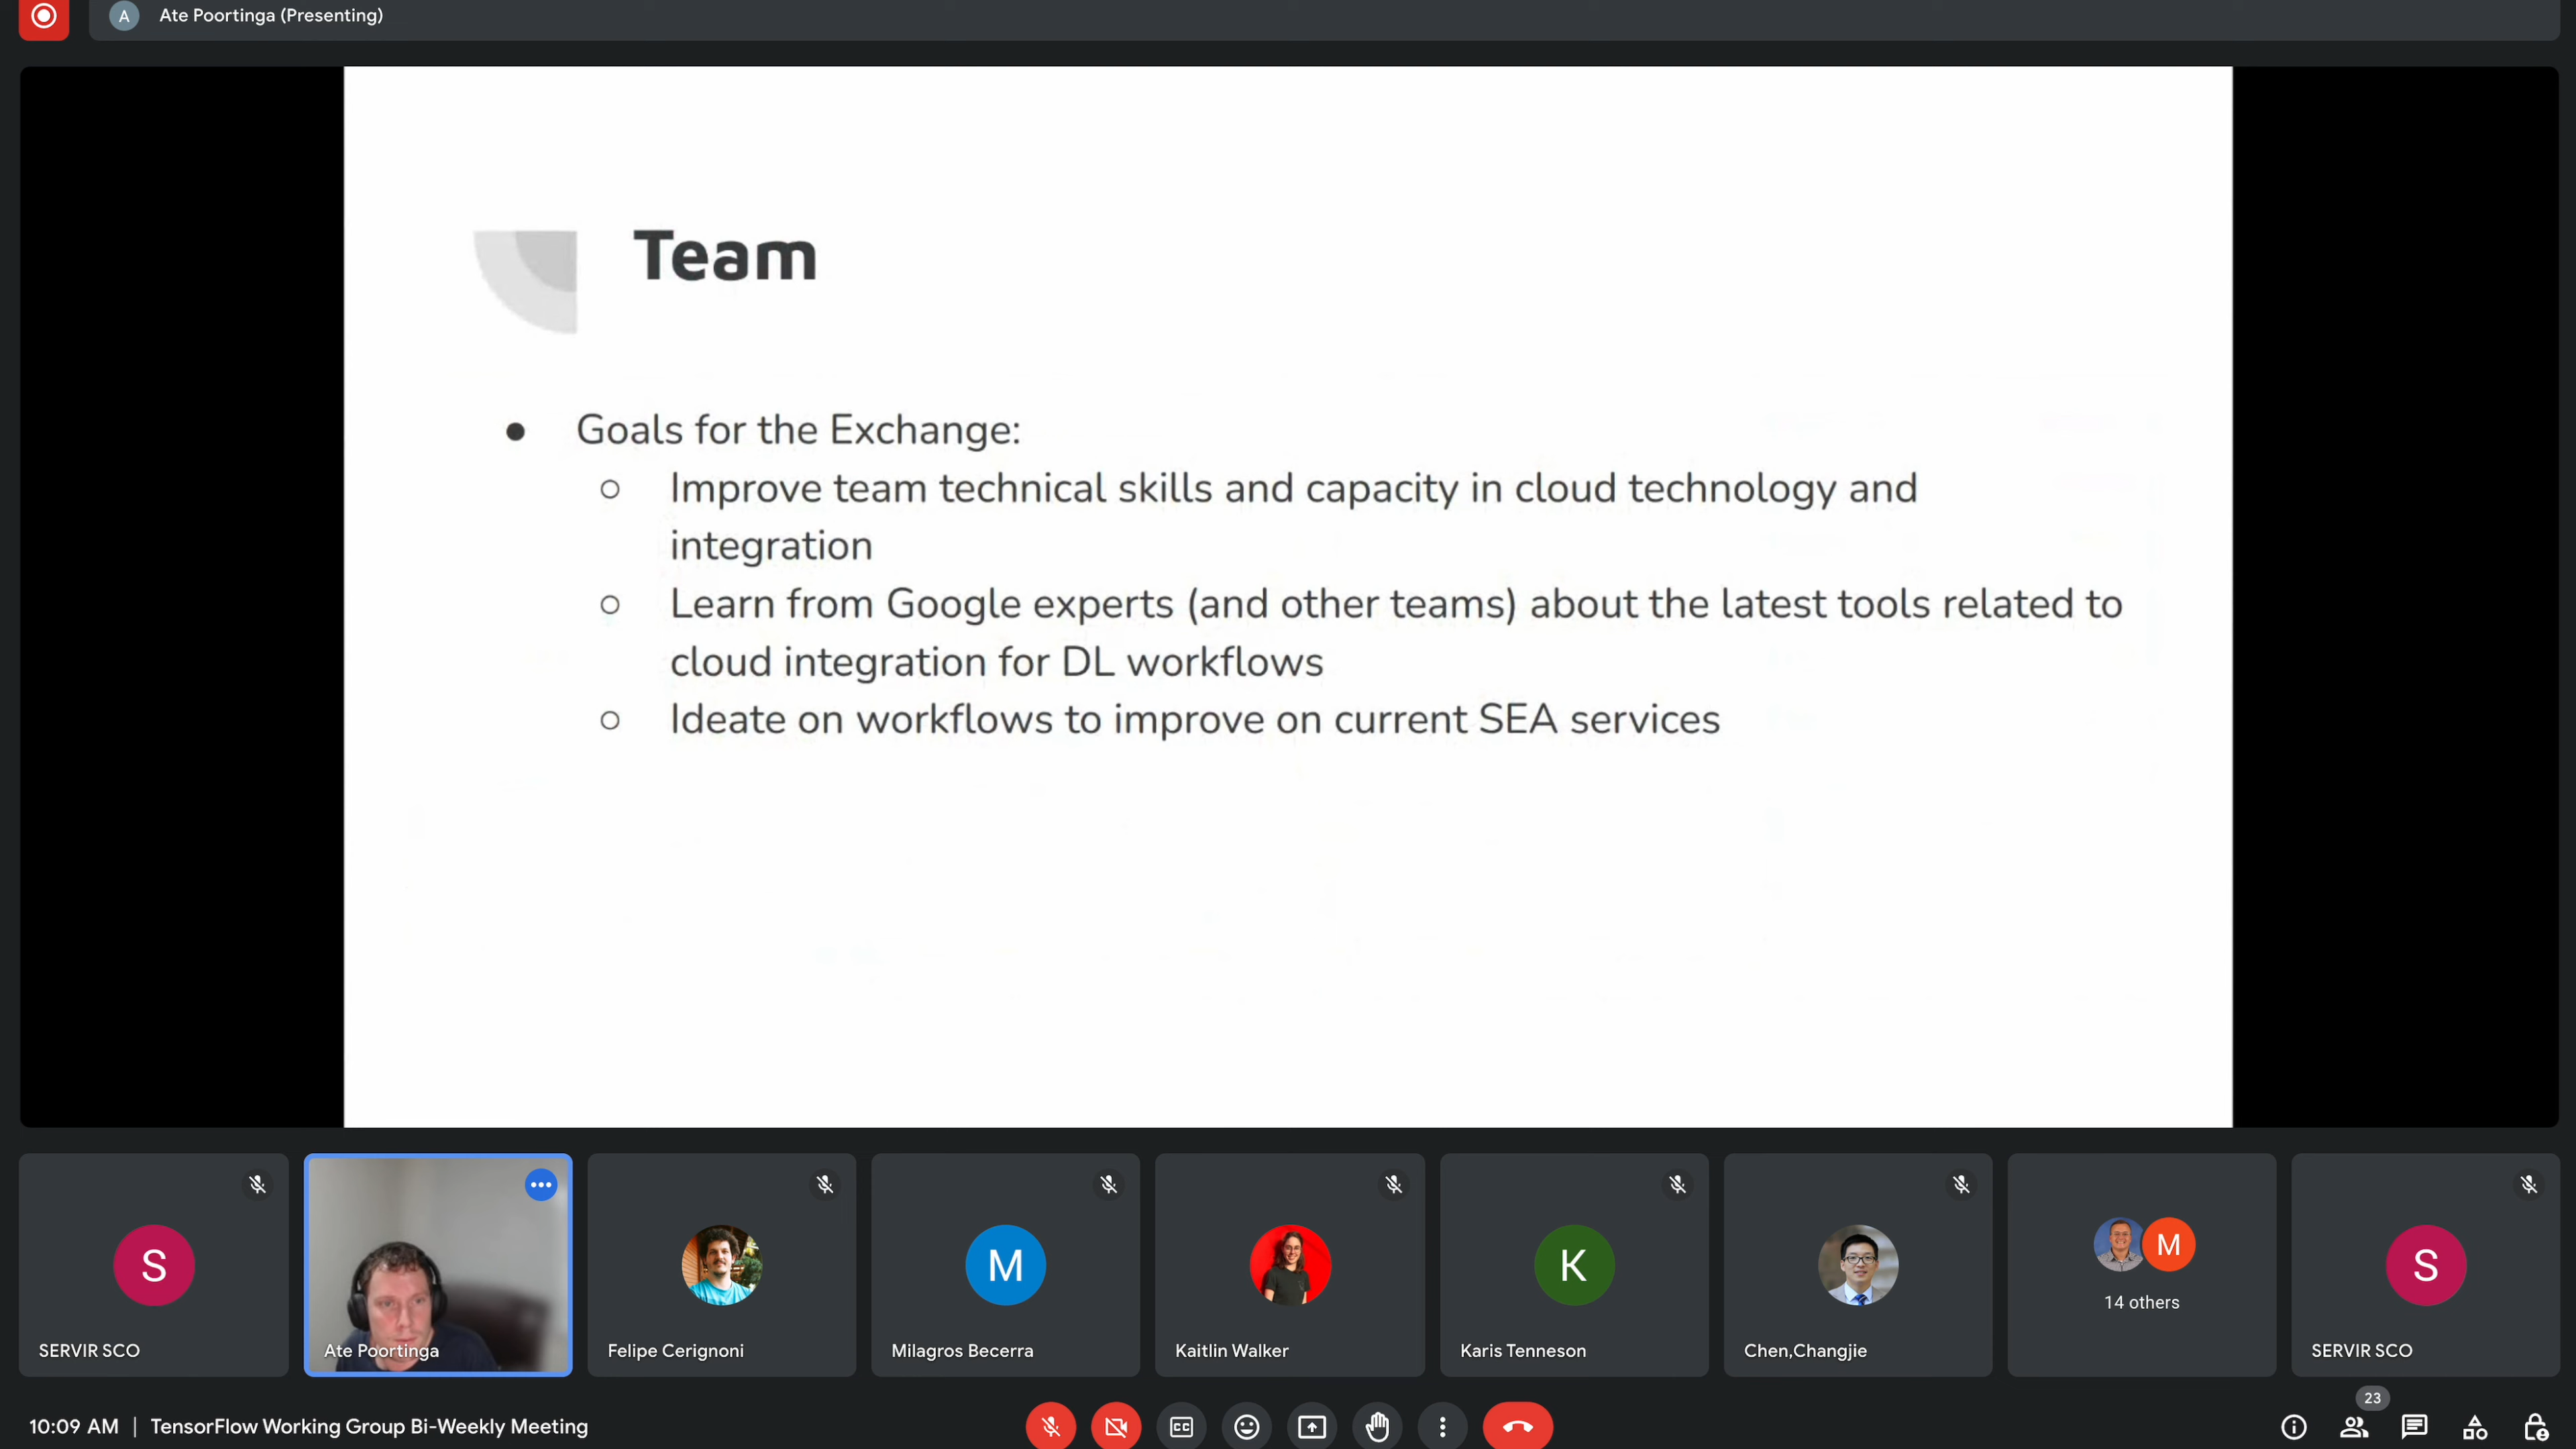 A
Ate Poortinga (Presenting)
Team
● Goals for the Exchange:
○ Improve team technical skills and capacity in cloud technology and
integration
○ Learn from Google experts (and other teams) about the latest tools related to
cloud integration for DL workflows
○ Ideate on workflows to improve on current SEA services
S
SERVIR SCO
Ate Poortinga
Felipe Cerignoni
M
Milagros Becerra
Kaitlin Walker
K
Karis Tenneson
Chen,Changjie
M
14 others
S
SERVIR SCO
10:09 AM | TensorFlow Working Group Bi-Weekly Meeting
CC
23